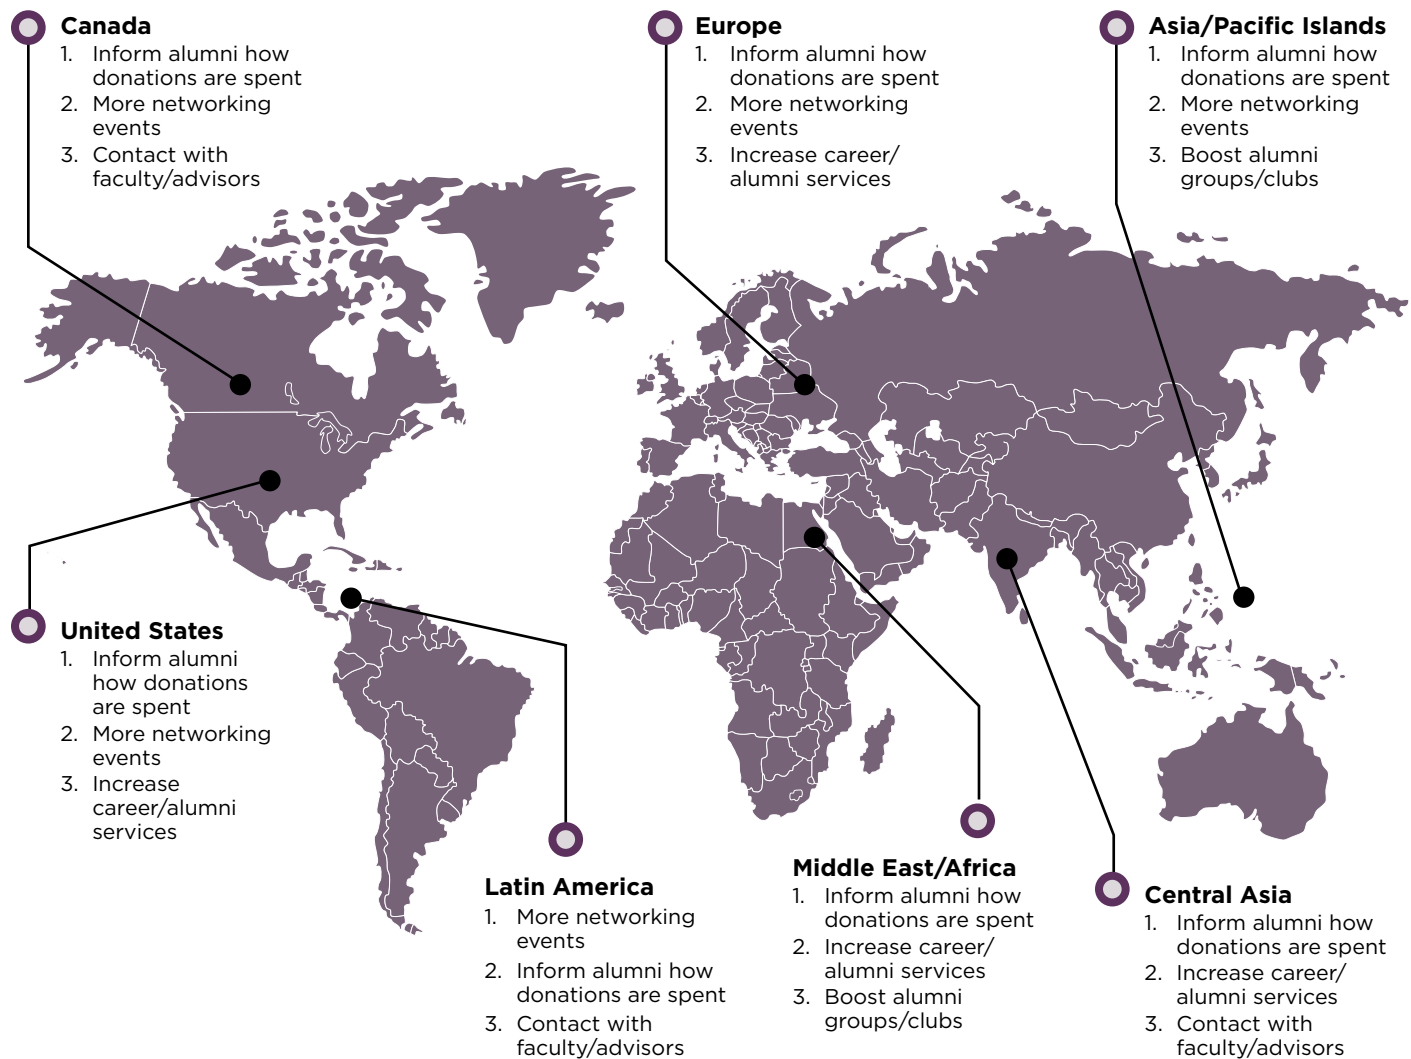 Canada
1. Inform alumni how
donations are spent
2. More networking
events
3. Contact with
faculty/advisors
Europe
1. Inform alumni how
donations are spent
2. More networking
events
3. Increase career/
alumni services
Asia/Pacific Islands
1. Inform alumni how
donations are spent
2. More networking
events
3. Boost alumni
groups/clubs
United States
1. Inform alumni
how donations
are spent
2. More networking
events
3. Increase
career/alumni
services
Latin America
1. More networking
events
2. Inform alumni how
donations are spent
3. Contact with
faculty/advisors
Middle East/Africa
1. Inform alumni how
donations are spent
2. Increase career/
alumni services
3. Boost alumni
groups/clubs
Central Asia
1. Inform alumni how
donations are spent
2. Increase career/
alumni services
3. Contact with
faculty/advisors